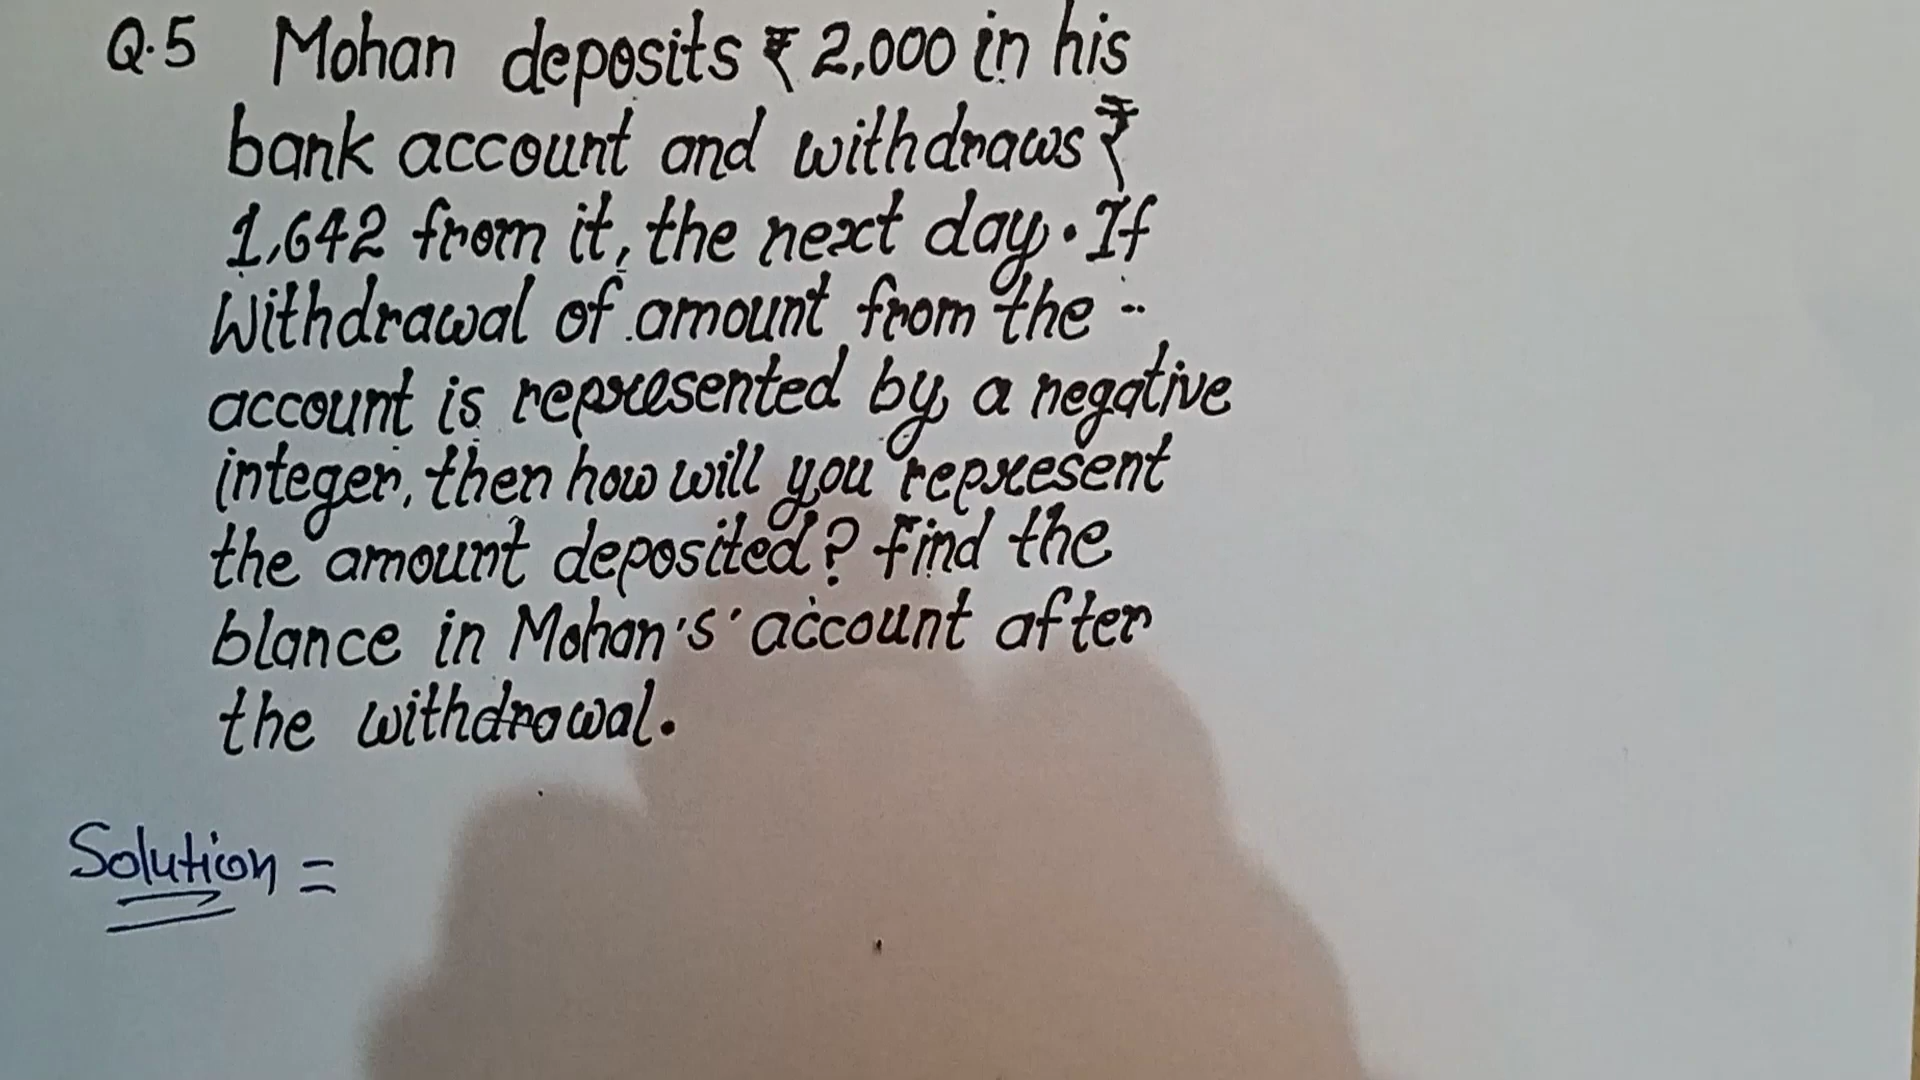 Q.5 Mohan deposits ₹ 2,000 in his
bank account and withdraws ₹
1,642 from it, the next day. If
Withdrawal of amount from the --
account is represented by, a negative
integer, then how will you represent
the amount deposited? Find the
blance in Mohan's' account after
the withdrawal.
Solution =